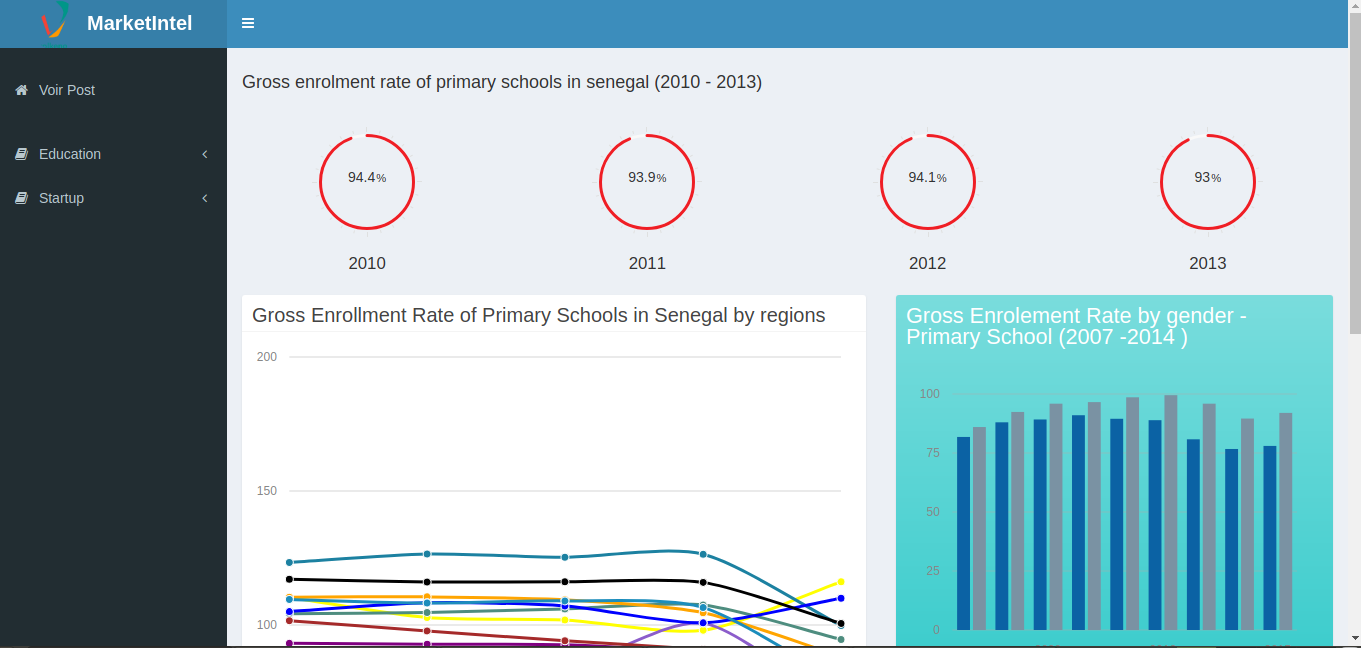 MarketIntel
Voir Post
Education
Startup
Gross enrolment rate of primary schools in senegal (2010 - 2013)
94.4%
93.9%
94.1%
93%
2010
2011
2012
2013
Gross Enrollment Rate of Primary Schools in Senegal by regions
200
150
100
Gross Enrolement Rate by gender -
Primary School (2007 -2014 )
100
75
50
25
0